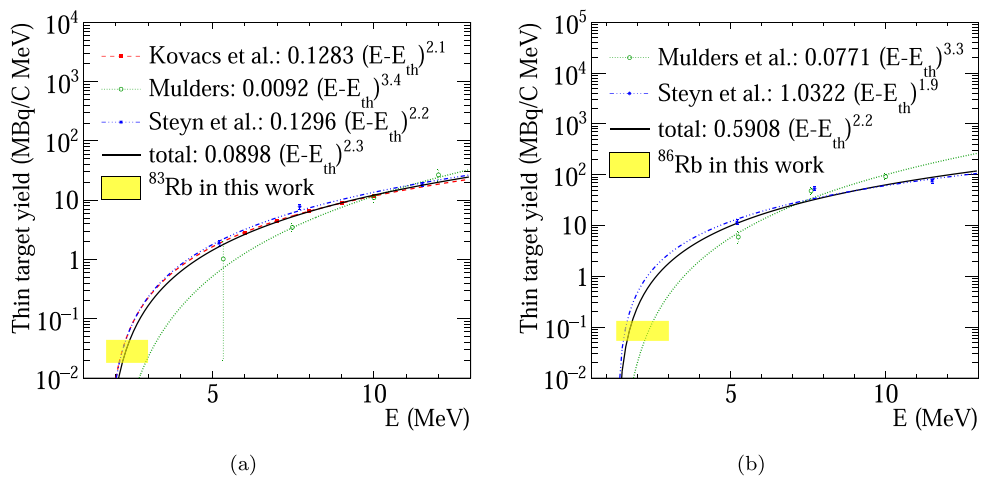 Thin target yield (MBq/C MeV)
10^4
10^3
10^2
10
1
10^−1
10^−2
Kovacs et al.: 0.1283 (E-E_th)^2.1
Mulders: 0.0092 (E-E_th)^3.4
Steyn et al.: 0.1296 (E-E_th)^2.2
total: 0.0898 (E-E_th)^2.3
^83Rb in this work
5 10
E (MeV)
(a)
Thin target yield (MBq/C MeV)
10^5
10^4
10^3
10^2
10
1
10^−1
10^−2
Mulders et al.: 0.0771 (E-E_th)^3.3
Steyn et al.: 1.0322 (E-E_th)^1.9
total: 0.5908 (E-E_th)^2.2
^86Rb in this work
5 10
E (MeV)
(b)